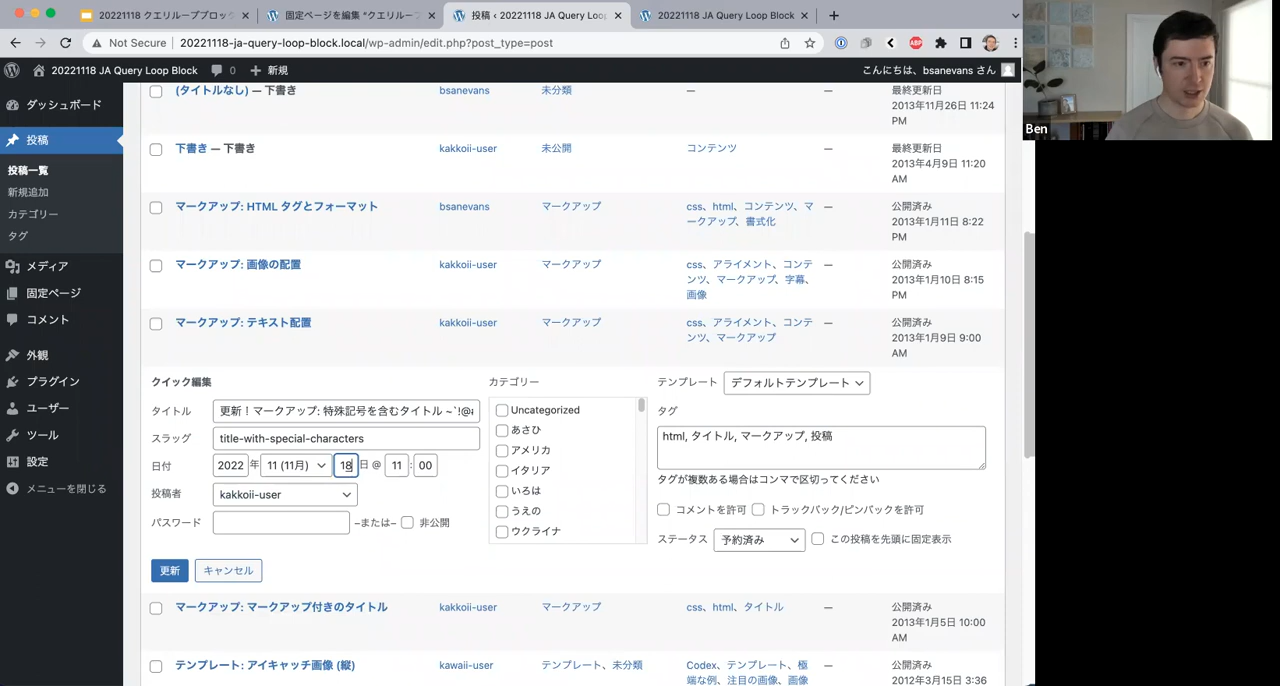 20221118 クエリループブロック
固定ページを編集 "クエリループ
投稿 ‹ 20221118 JA Query Loop
20221118 JA Query Loop Block
Not Secure
20221118-ja-query-loop-block.local/wp-admin/edit.php?post_type=post
ABP
20221118 JA Query Loop Block
0
新規
こんにちは、bsanevans さん
Ben
ダッシュボード
投稿
投稿一覧
新規追加
カテゴリー
タグ
メディア
固定ページ
コメント
外観
プラグイン
ユーザー
ツール
設定
メニューを閉じる
(タイトルなし) — 下書き
bsanevans
未分類
—
—
最終更新日
2013年11月26日 11:24
PM
下書き — 下書き
kakkoii-user
未公開
コンテンツ
—
最終更新日
2013年4月9日 11:20
AM
マークアップ: HTML タグとフォーマット
bsanevans
マークアップ
css、html、コンテンツ、マ
ークアップ、書式化
—
公開済み
2013年1月11日 8:22
PM
マークアップ: 画像の配置
kakkoii-user
マークアップ
css、アライメント、コンテ
ンツ、マークアップ、字幕、
画像
—
公開済み
2013年1月10日 8:15
PM
マークアップ: テキスト配置
kakkoii-user
マークアップ
css、アライメント、コンテ
ンツ、マークアップ
—
公開済み
2013年1月9日 9:00
AM
クイック編集
タイトル
更新！マークアップ: 特殊記号を含むタイトル ~`!@
スラッグ
title-with-special-characters
日付
2022 年 11 (11月) 18 日 @ 11 : 00
投稿者
kakkoii-user
パスワード
–または–
非公開
カテゴリー
Uncategorized
あさひ
アメリカ
イタリア
いろは
うえの
ウクライナ
テンプレート
デフォルトテンプレート
タグ
html, タイトル, マークアップ, 投稿
タグが複数ある場合はコンマで区切ってください
コメントを許可
トラックバック/ピンバックを許可
ステータス
予約済み
この投稿を先頭に固定表示
更新
キャンセル
マークアップ: マークアップ付きのタイトル
kakkoii-user
マークアップ
css、html、タイトル
—
公開済み
2013年1月5日 10:00
AM
テンプレート: アイキャッチ画像 (縦)
kawaii-user
テンプレート、未分類
Codex、テンプレート、極
端な例、注目の画像、画像
—
公開済み
2012年3月15日 3:36